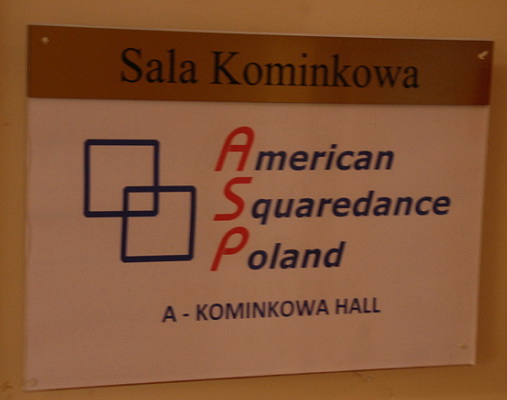 Sala Kominkowa
American
Squaredance
Poland
A - KOMINKOWA HALL